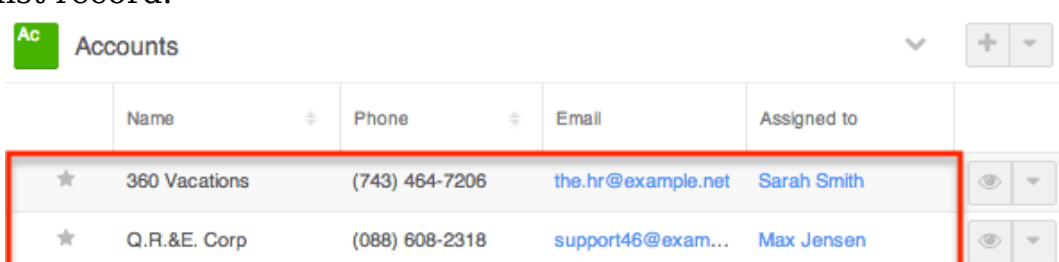 Ac Accounts
Name Phone Email Assigned to
360 Vacations (743) 464-7206 the.hr@example.net Sarah Smith
Q.R.&E. Corp (088) 608-2318 support46@exam... Max Jensen